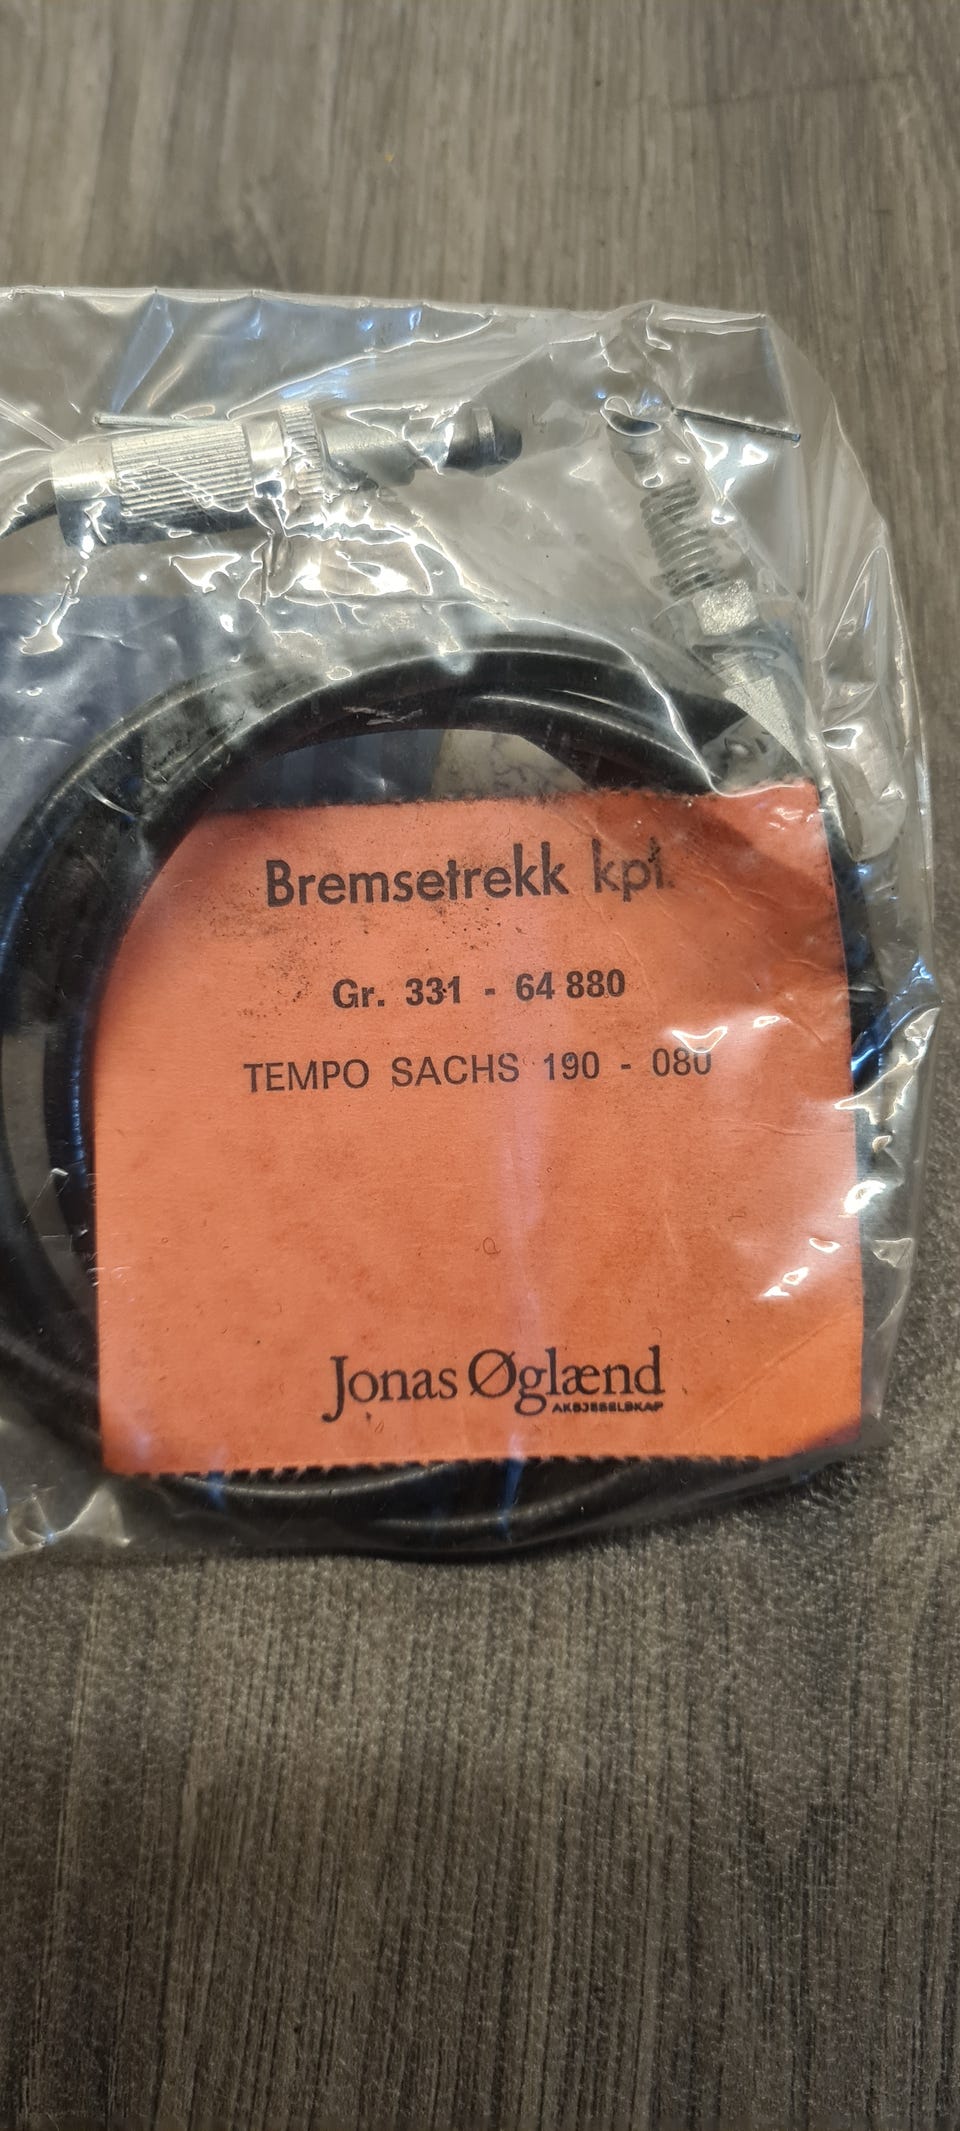 Bremsetrekk kpl.
Gr. 331 - 64 880
TEMPO SACHS 190 - 080
Jonas Øglænd
AKSJESELSKAP